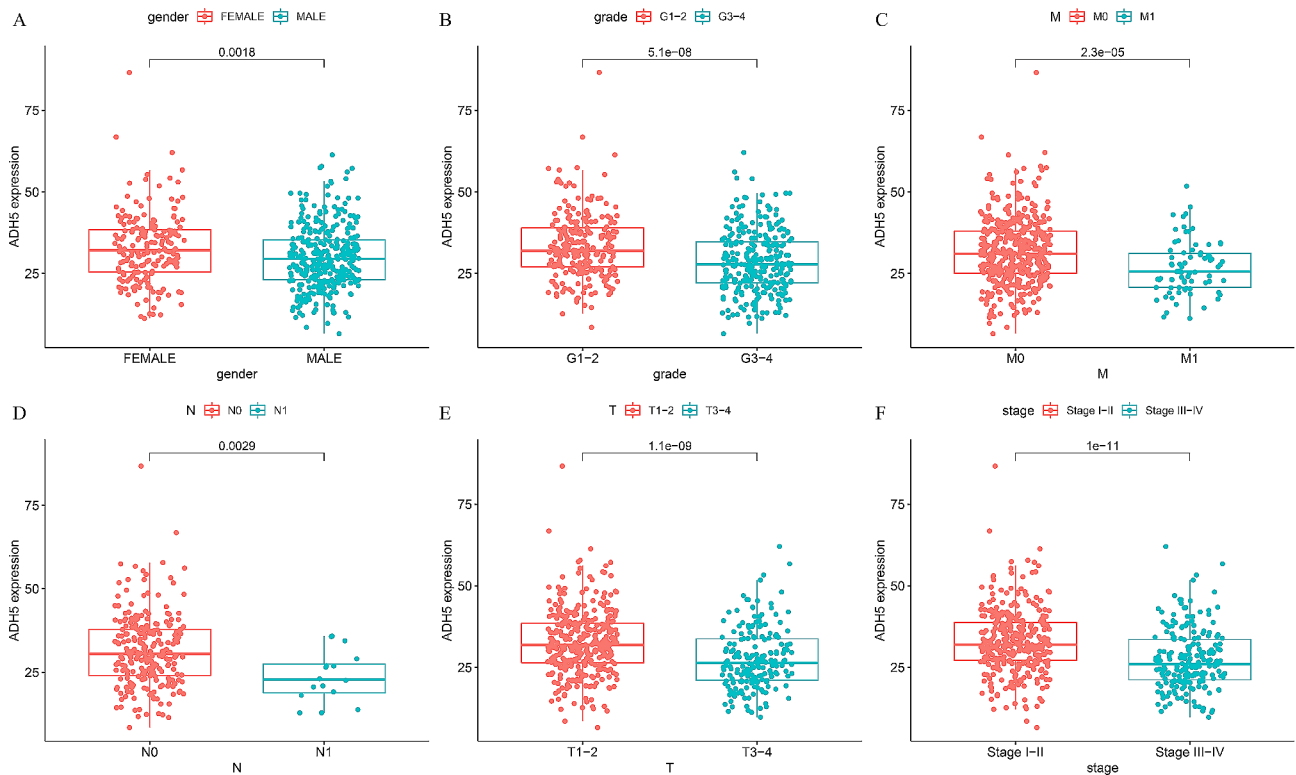 A
gender FEMALE MALE
0.0018
75
50
25
ADH5 expression
FEMALE MALE
gender
B
grade G1−2 G3−4
5.1e−08
75
50
25
ADH5 expression
G1−2 G3−4
grade
C
M M0 M1
2.3e−05
75
50
25
ADH5 expression
M0 M1
M
D
N N0 N1
0.0029
75
50
25
ADH5 expression
N0 N1
N
E
T T1−2 T3−4
1.1e−09
75
50
25
ADH5 expression
T1−2 T3−4
T
F
stage Stage I−II Stage III−IV
1e−11
75
50
25
ADH5 expression
Stage I−II Stage III−IV
stage